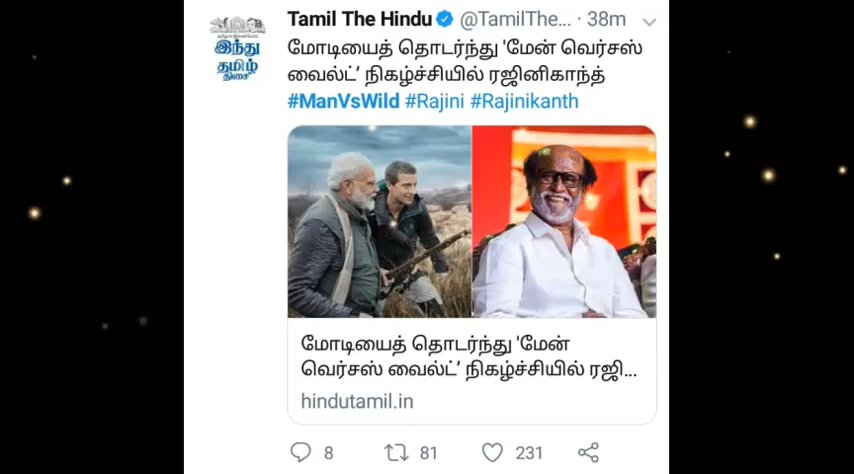 Tamil The Hindu @TamilThe... · 38m
இந்து
தமிழ்
திசை
மோடியைத் தொடர்ந்து 'மேன் வெர்சஸ்
வைல்ட்’ நிகழ்ச்சியில் ரஜினிகாந்த்
#ManVsWild #Rajini #Rajinikanth
மோடியைத் தொடர்ந்து 'மேன்
வெர்சஸ் வைல்ட்’ நிகழ்ச்சியில் ரஜி...
hindutamil.in
8 81 231